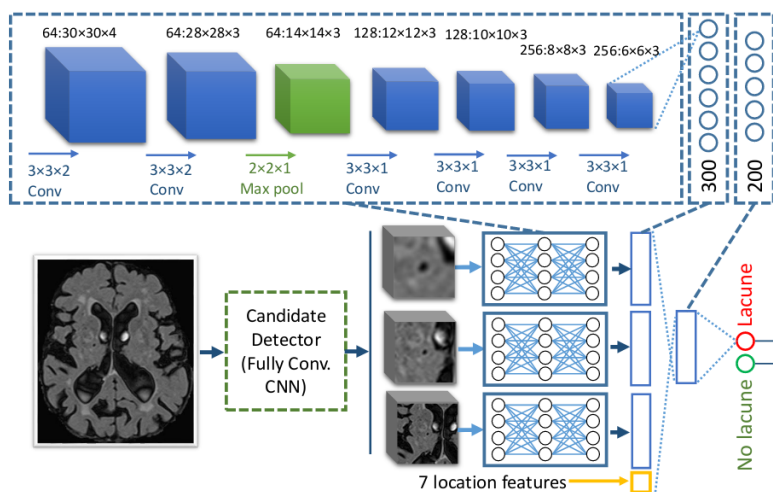 64:30×30×4
64:28×28×3
64:14×14×3
128:12×12×3
128:10×10×3
256:8×8×3
256:6×6×3
3×3×2
Conv
3×3×2
Conv
2×2×1
Max pool
3×3×1
Conv
3×3×1
Conv
3×3×1
Conv
3×3×1
Conv
300
200
Candidate
Detector
(Fully Conv.
CNN)
Lacune
No lacune
7 location features